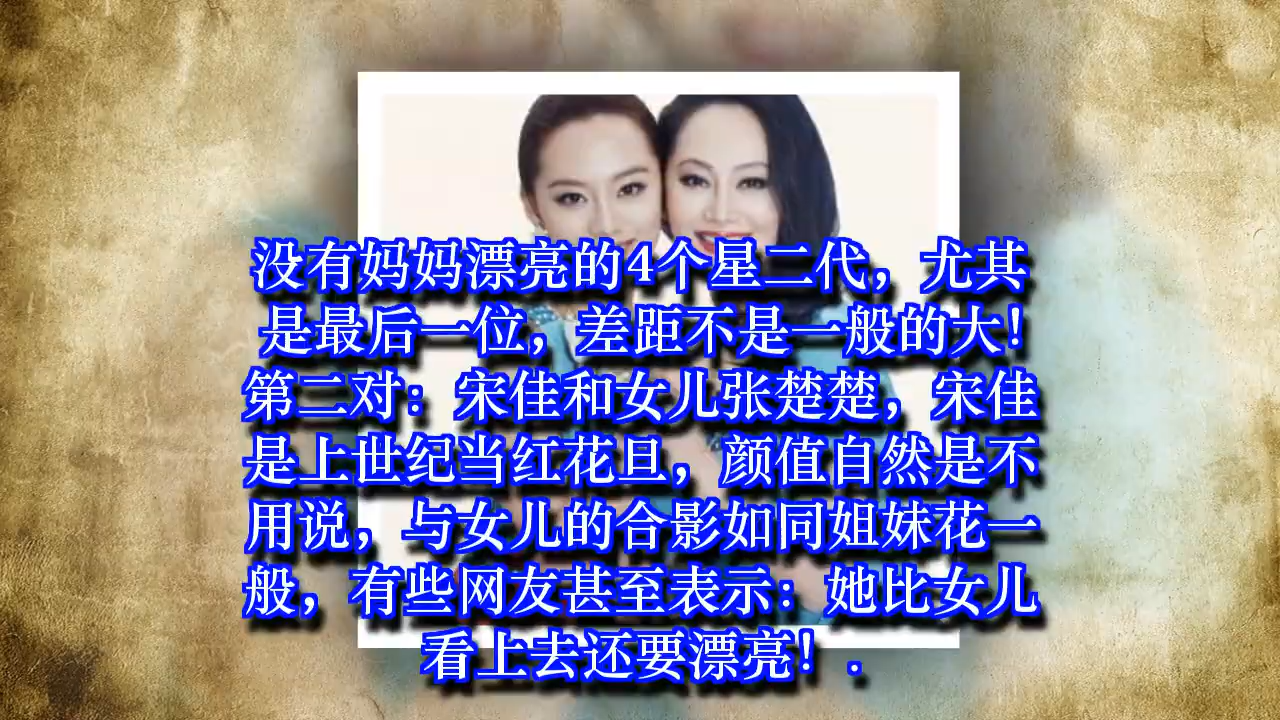 没有妈妈漂亮的4个星二代，尤其
是最后一位，差距不是一般的大！
第二对：宋佳和女儿张楚楚，宋佳
是上世纪当红花旦，颜值自然是不
用说，与女儿的合影如同姐妹花一
般，有些网友甚至表示：她比女儿
看上去还要漂亮！.